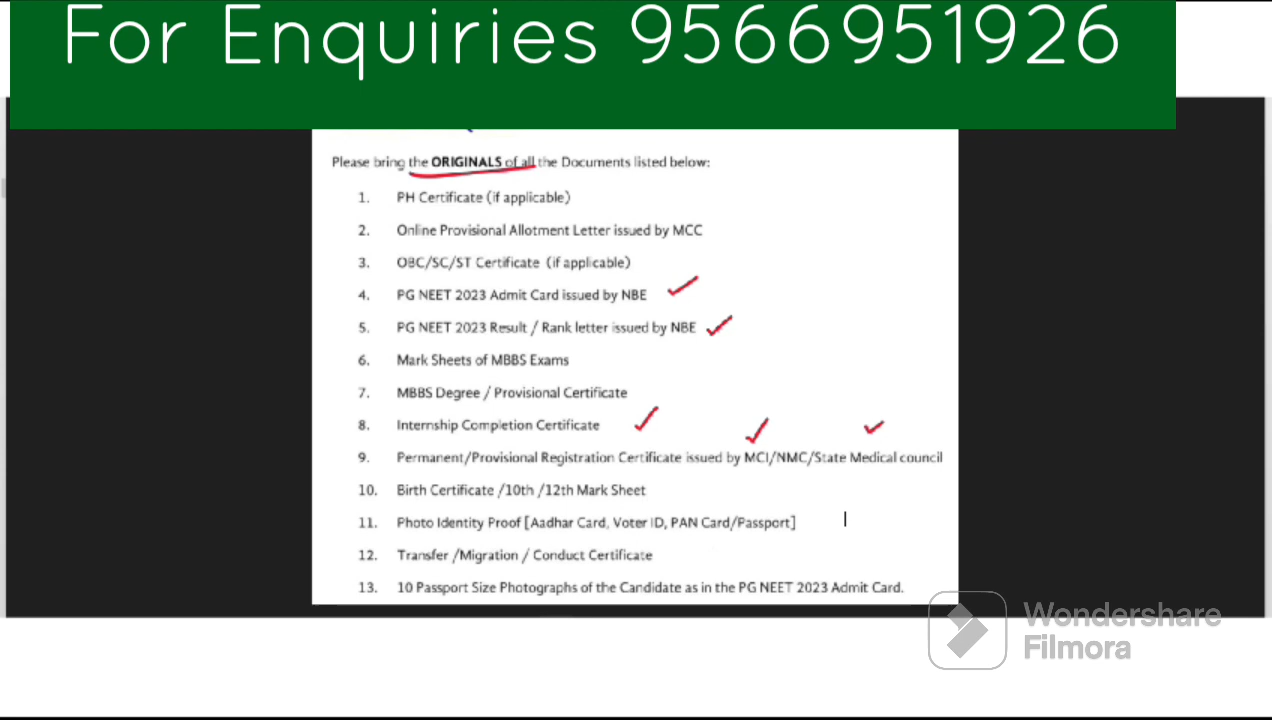 For Enquiries 9566951926
Please bring the ORIGINALS of all the Documents listed below:
1. PH Certificate (if applicable)
2. Online Provisional Allotment Letter issued by MCC
3. OBC/SC/ST Certificate (if applicable)
4. PG NEET 2023 Admit Card issued by NBE
5. PG NEET 2023 Result / Rank letter issued by NBE
6. Mark Sheets of MBBS Exams
7. MBBS Degree / Provisional Certificate
8. Internship Completion Certificate
9. Permanent/Provisional Registration Certificate issued by MCI/NMC/State Medical council
10. Birth Certificate /10th /12th Mark Sheet
11. Photo Identity Proof [Aadhar Card, Voter ID, PAN Card/Passport]
12. Transfer /Migration / Conduct Certificate
13. 10 Passport Size Photographs of the Candidate as in the PG NEET 2023 Admit Card.
Wondershare
Filmora